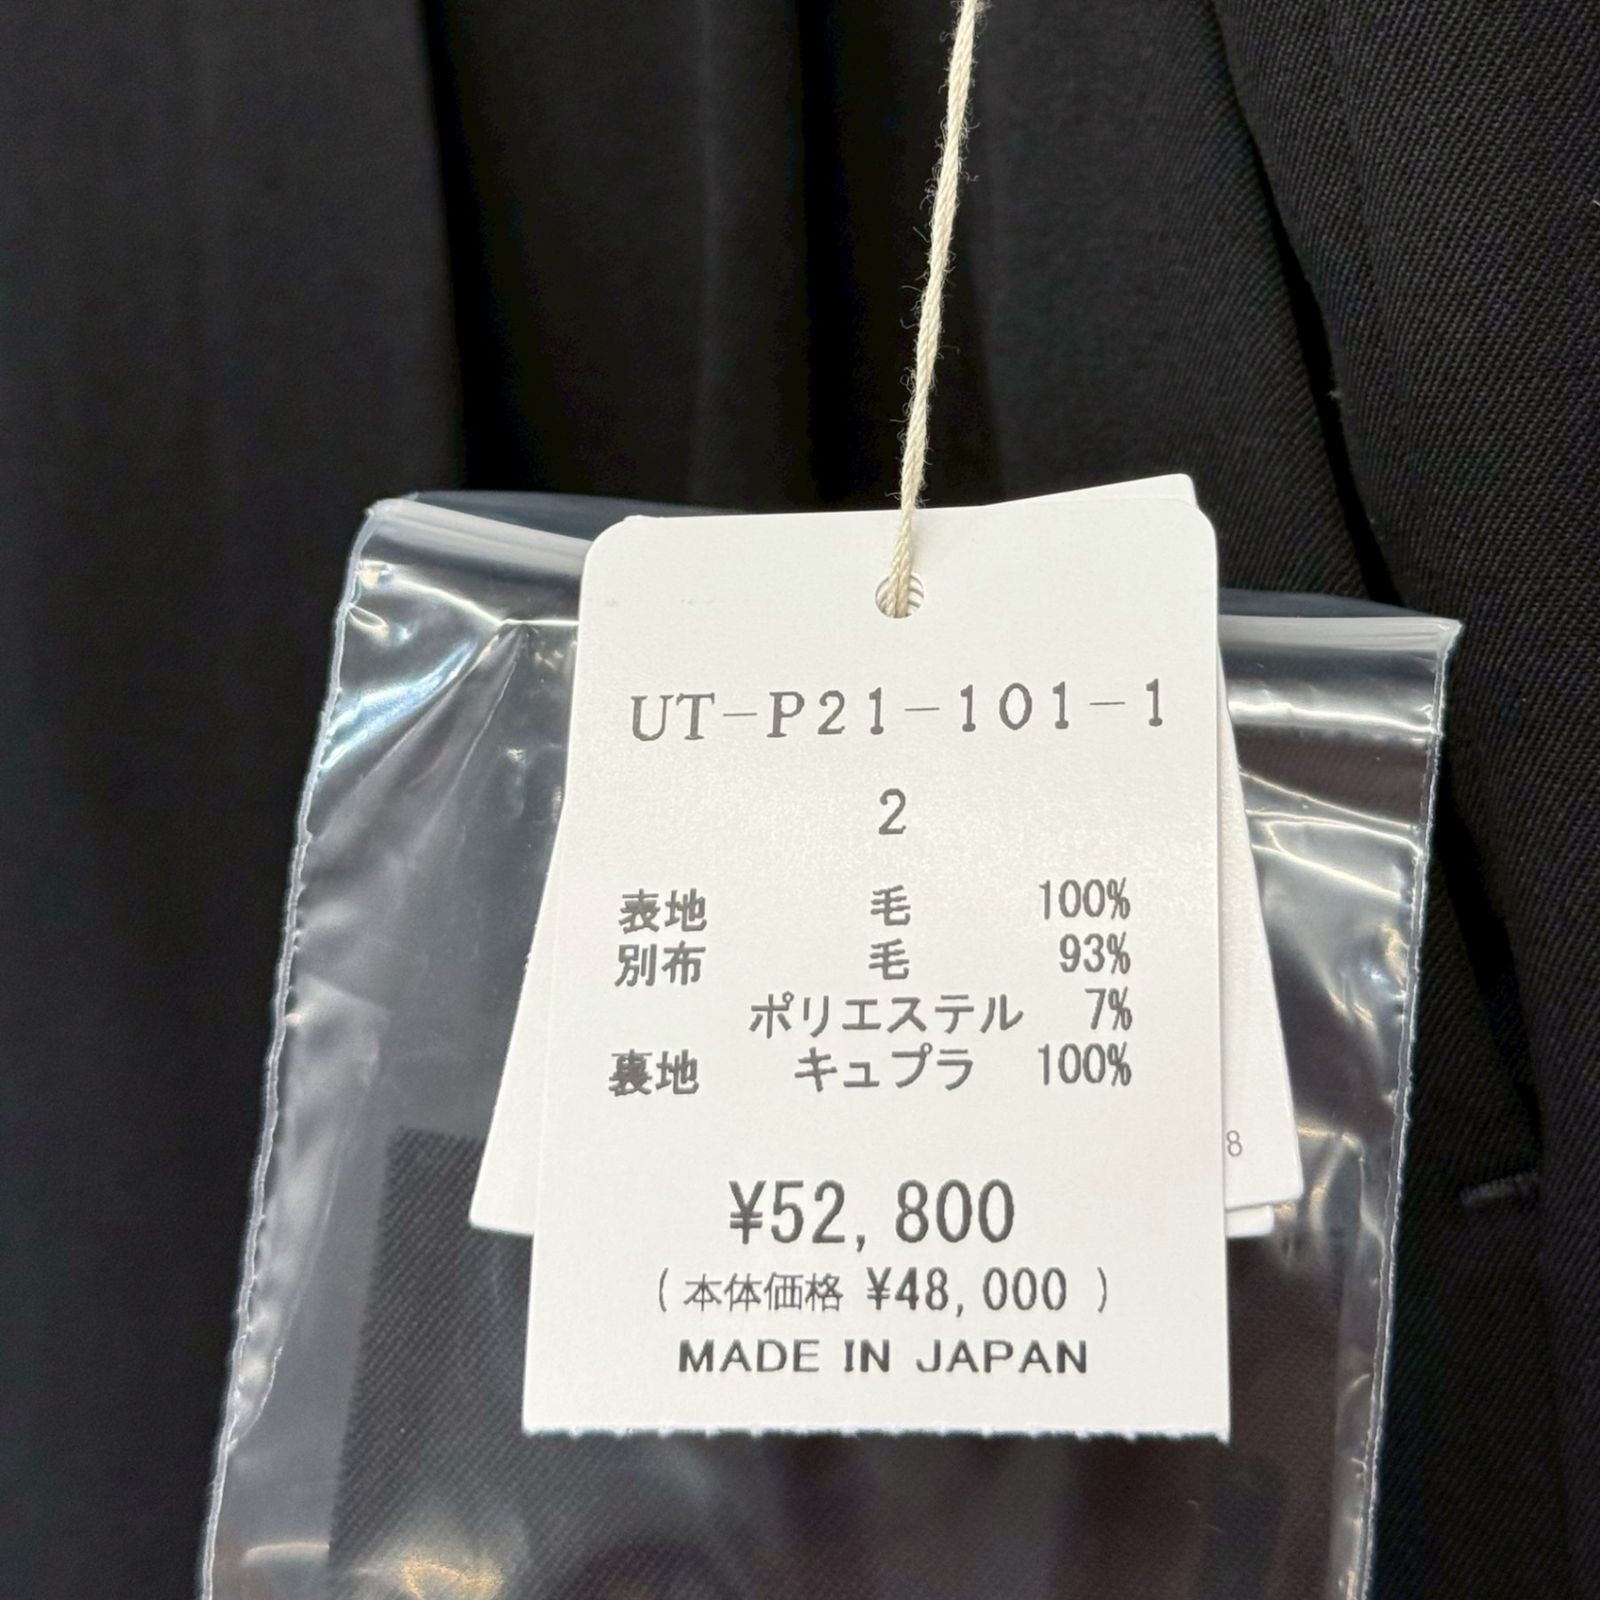 UT-P21-101-1
2
表地 毛 100%
別布 毛 93%
ポリエステル 7%
裏地 キュプラ 100%
8
¥52,800
(本体価格 ¥48,000)
MADE IN JAPAN